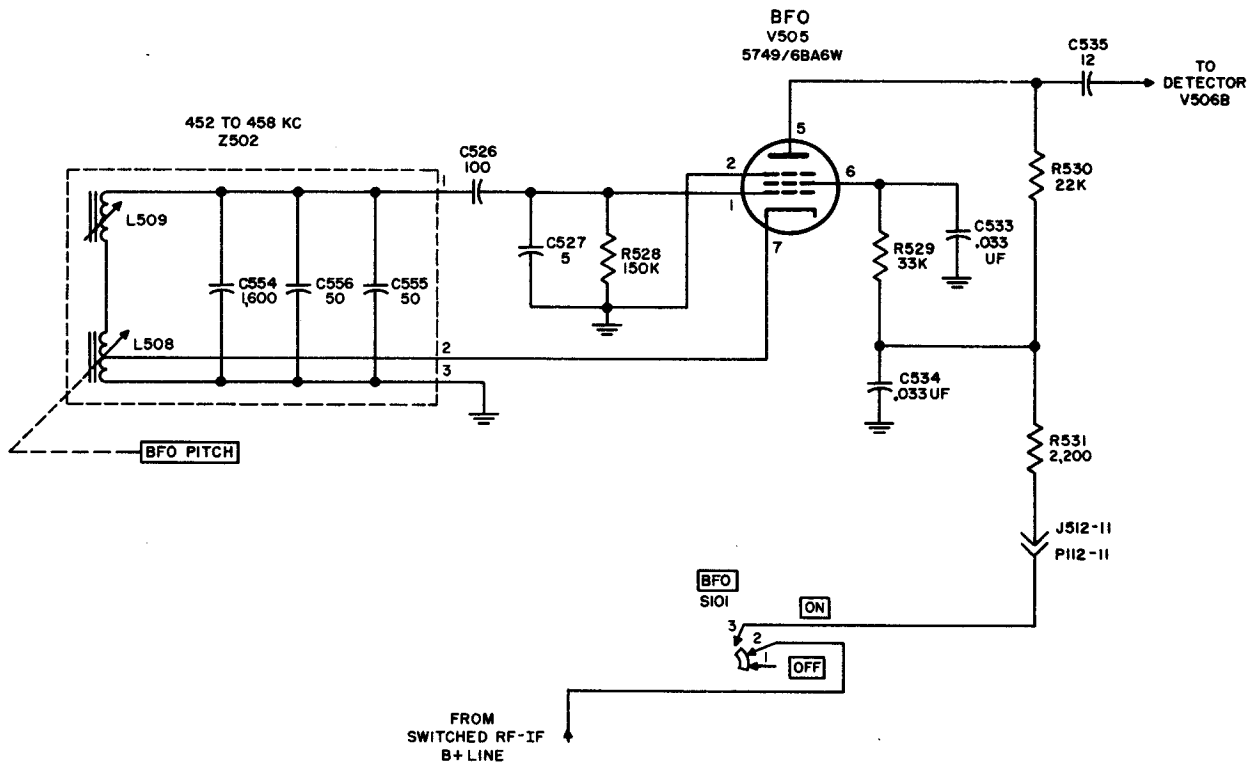 BFO
V505
5749/6BA6W
C535
12
TO
DETECTOR
V506B
452 TO 458 KC
Z502
C526
100
5
2
1
6
7
R530
22K
1
L509
C554
1,600
C556
50
C555
50
C527
5
R528
150K
R529
33K
C533
.033
UF
L508
2
3
C534
.033UF
BFO PITCH
R531
2,200
J512-11
P112-11
BFO
S101
ON
3
2
1
OFF
FROM
SWITCHED RF-IF
B+ LINE